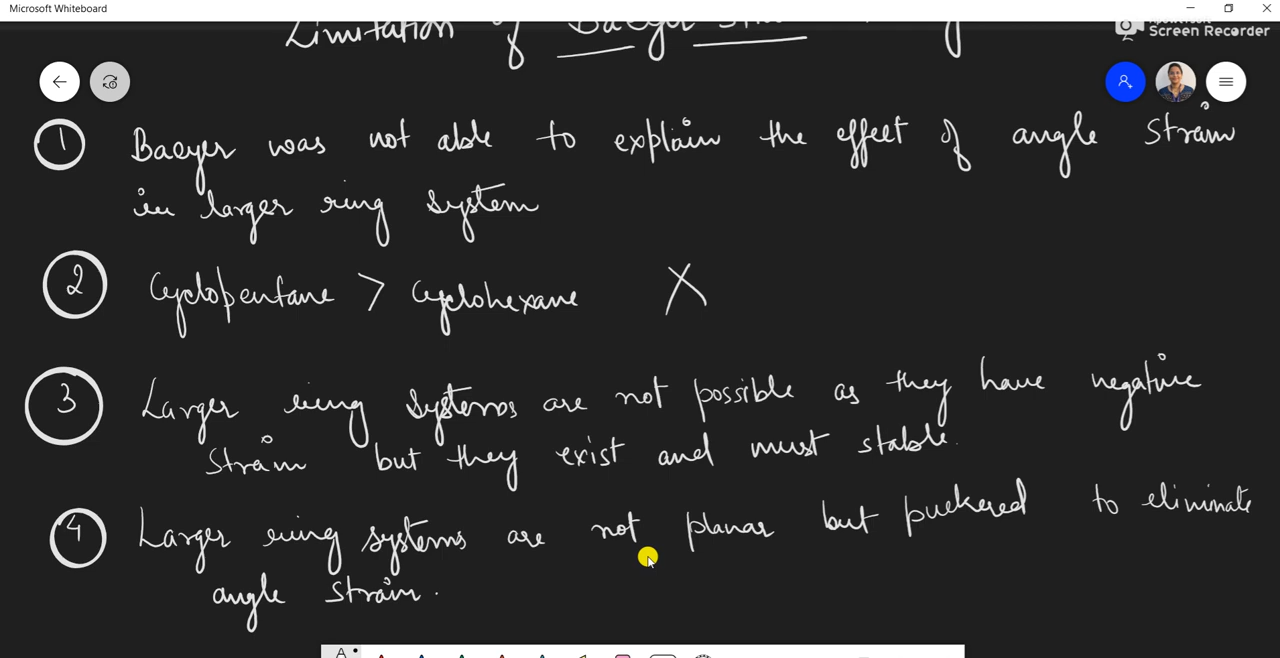 Microsoft Whiteboard
Limitation of Baeyer
Screen Recorder
1 Baeyer was not able to explain the effect of angle strain
in larger ring system
2 Cyclopentane > Cyclohexane X
3 Larger ring systems are not possible as they have negative
strain but they exist and must stable.
4 Larger ring systems are not planar but puckered to eliminate
angle strain.
A